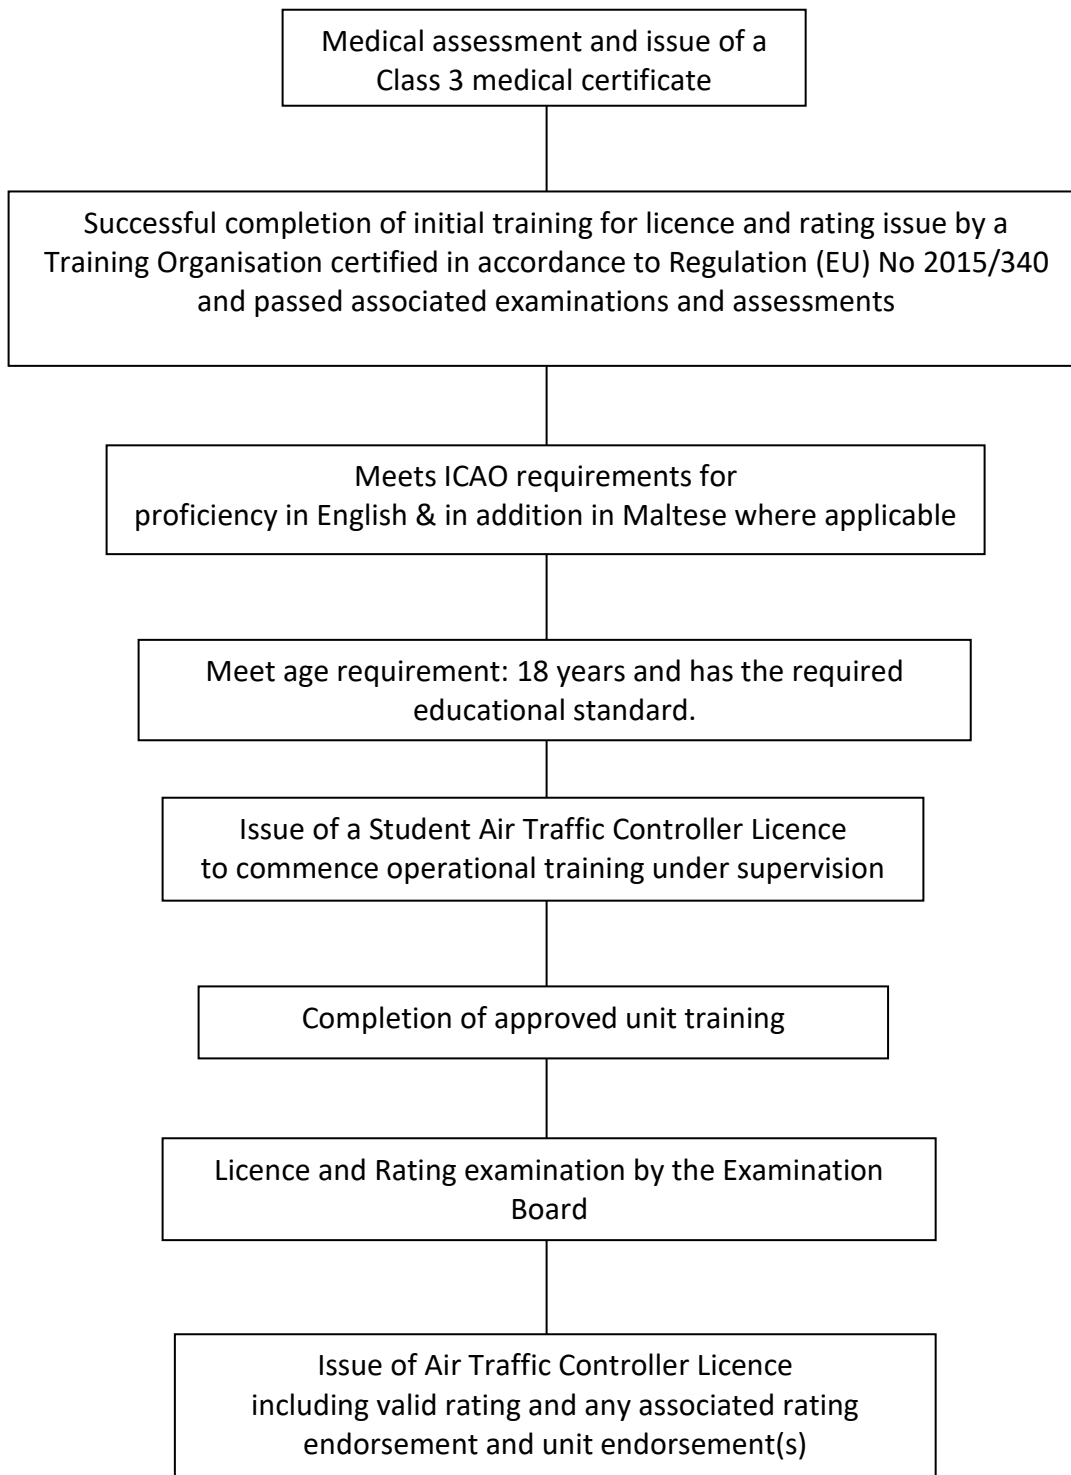 Medical assessment and issue of a
Class 3 medical certificate
Successful completion of initial training for licence and rating issue by a
Training Organisation certified in accordance to Regulation (EU) No 2015/340
and passed associated examinations and assessments
Meets ICAO requirements for
proficiency in English & in addition in Maltese where applicable
Meet age requirement: 18 years and has the required
educational standard.
Issue of a Student Air Traffic Controller Licence
to commence operational training under supervision
Completion of approved unit training
Licence and Rating examination by the Examination
Board
Issue of Air Traffic Controller Licence
including valid rating and any associated rating
endorsement and unit endorsement(s)